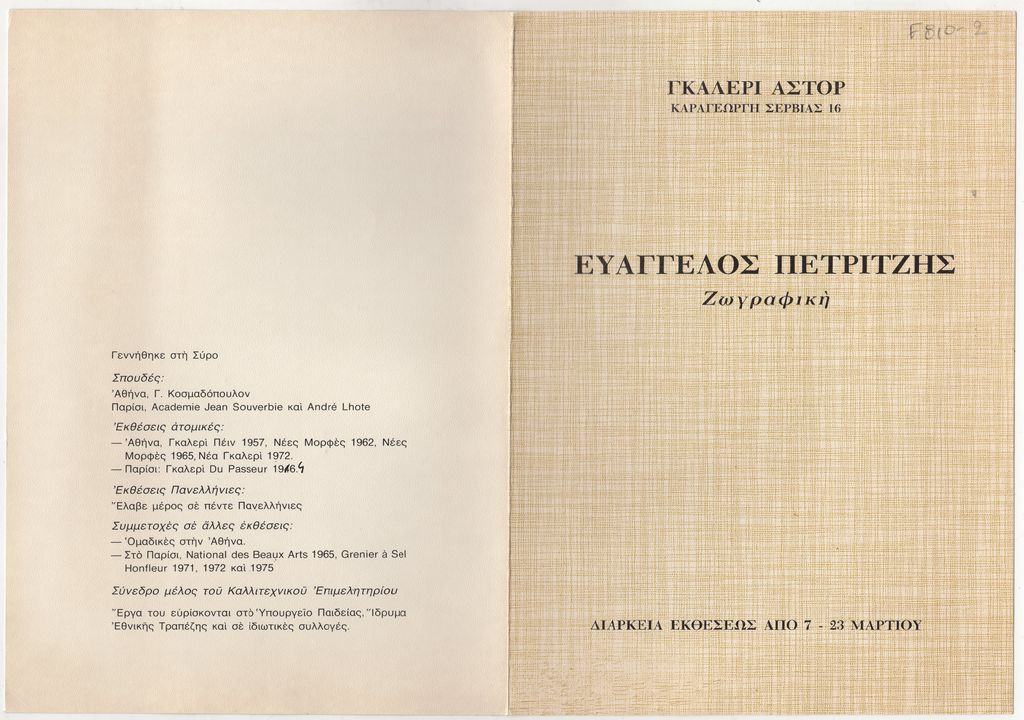 Γεννήθηκε στὴ Σύρο
Σπουδές:
Ἀθήνα, Γ. Κοσμαδόπουλον
Παρίσι, Academie Jean Souverbie καὶ André Lhote
Ἐκθέσεις ἀτομικές:
— Ἀθήνα, Γκαλερὶ Πέιν 1957, Νέες Μορφὲς 1962, Νέες
Μορφὲς 1965, Νέα Γκαλερὶ 1972.
— Παρίσι: Γκαλερὶ Du Passeur
Ἐκθέσεις Πανελλήνιες:
Ἔλαβε μέρος σὲ πέντε Πανελλήνιες
Συμμετοχὲς σὲ ἄλλες ἐκθέσεις:
— Ὁμαδικὲς στὴν Ἀθήνα.
— Στὸ Παρίσι, National des Beaux Arts 1965, Grenier à Sel
Honfleur 1971, 1972 καὶ 1975
Σύνεδρο μέλος τοῦ Καλλιτεχνικοῦ Ἐπιμελητηρίου
Ἔργα του εὑρίσκονται στὸ Ὑπουργεῖο Παιδείας, Ἵδρυμα
Ἐθνικῆς Τραπέζης καὶ σὲ ἰδιωτικὲς συλλογές.
F810-2
ΓΚΑΛΕΡΙ ΑΣΤΟΡ
ΚΑΡΑΓΕΩΡΓΗ ΣΕΡΒΙΑΣ 16
ΕΥΑΓΓΕΛΟΣ ΠΕΤΡΙΤΖΗΣ
Ζωγραφικὴ
ΔΙΑΡΚΕΙΑ ΕΚΘΕΣΕΩΣ ΑΠΟ 7 - 23 ΜΑΡΤΙΟΥ